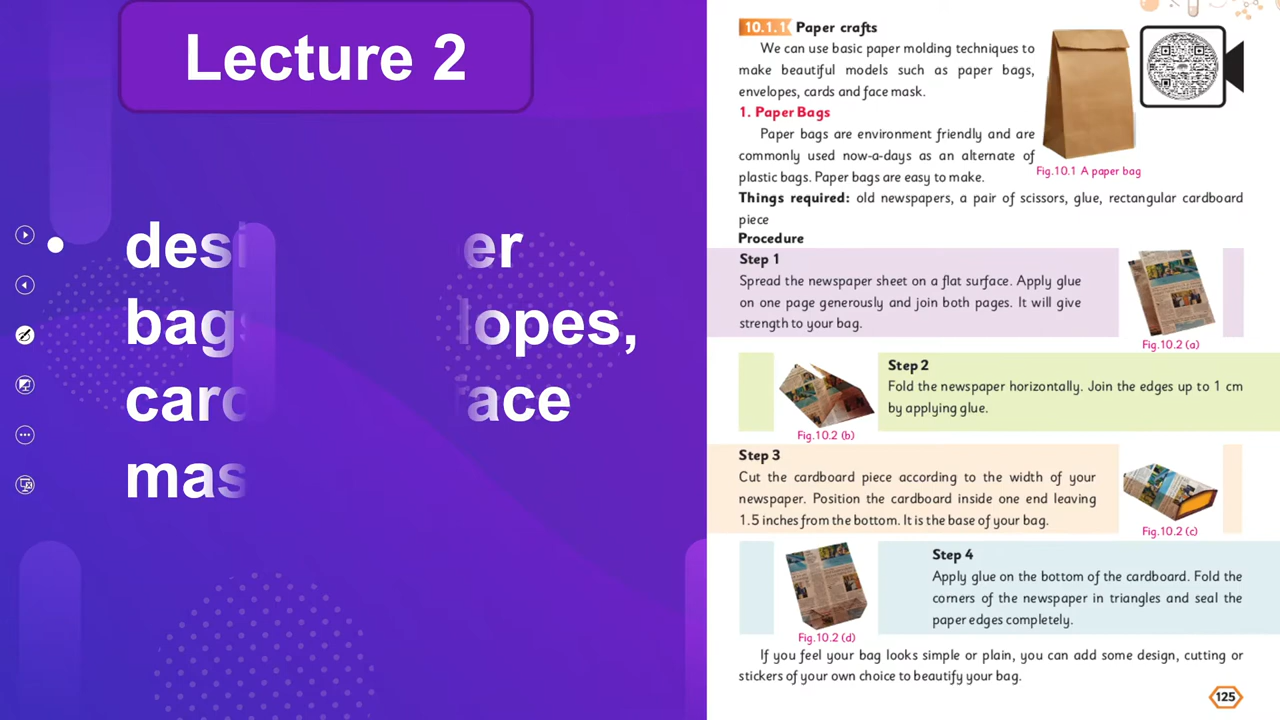 Lecture 2
er
lopes,
ace
10.1.1 Paper crafts
We can use basic paper molding techniques to
make beautiful models such as paper bags,
envelopes, cards and face mask.
1. Paper Bags
Paper bags are environment friendly and are
commonly used now-a-days as an alternate of
plastic bags. Paper bags are easy to make.
Fig.10.1 A paper bag
Things required: old newspapers, a pair of scissors, glue, rectangular cardboard
piece
Procedure
Step 1
Spread the newspaper sheet on a flat surface. Apply glue
on one page generously and join both pages. It will give
strength to your bag.
Fig.10.2 (a)
Step 2
Fold the newspaper horizontally. Join the edges up to 1 cm
by applying glue.
Fig.10.2 (b)
Step 3
Cut the cardboard piece according to the width of your
newspaper. Position the cardboard inside one end leaving
1.5 inches from the bottom. It is the base of your bag.
Fig.10.2 (c)
Step 4
Apply glue on the bottom of the cardboard. Fold the
corners of the newspaper in triangles and seal the
paper edges completely.
Fig.10.2 (d)
If you feel your bag looks simple or plain, you can add some design, cutting or
stickers of your own choice to beautify your bag.
125